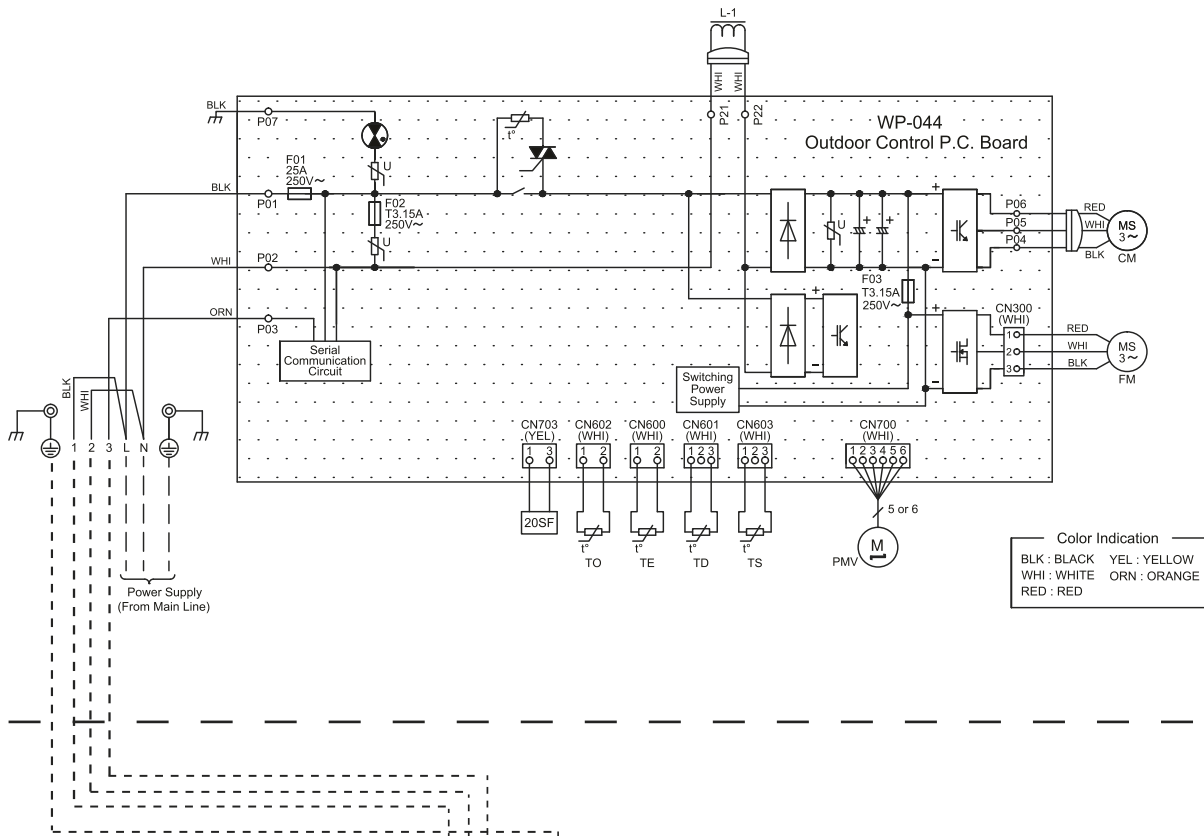 L-1
WHI
WHI
P21
P22
WP-044
Outdoor Control P.C. Board
BLK
P07
t°
U
F01
25A
250V~
BLK
P01
F02
T3.15A
250V~
U
WHI
P02
ORN
P03
Serial
Communication
Circuit
U
+
+
+
−
P06
P05
P04
RED
WHI
BLK
MS
3~
CM
F03
T3.15A
250V~
+
−
+
−
CN300
(WHI)
1
2
3
RED
WHI
BLK
MS
3~
FM
Switching
Power
Supply
BLK
WHI
1 2 3 L N
Power Supply
(From Main Line)
CN703
(YEL)
1 3
20SF
CN602
(WHI)
1 2
t°
TO
CN600
(WHI)
1 2
t°
TE
CN601
(WHI)
1 2 3
t°
TD
CN603
(WHI)
1 2 3
t°
TS
CN700
(WHI)
1 2 3 4 5 6
5 or 6
M
PMV
Color Indication
BLK : BLACK YEL : YELLOW
WHI : WHITE ORN : ORANGE
RED : RED